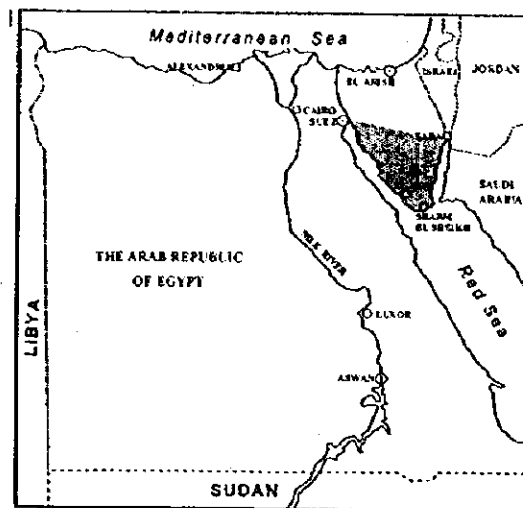 Mediterranean Sea
ALEXANDRIA
EL ARISH
ISRAEL
JORDAN
CAIRO
SUEZ
TABA
SAUDI
ARABIA
SHARM
EL SHEIKH
THE ARAB REPUBLIC
OF EGYPT
NILE RIVER
Red Sea
LIBYA
LUXOR
ASWAN
SUDAN